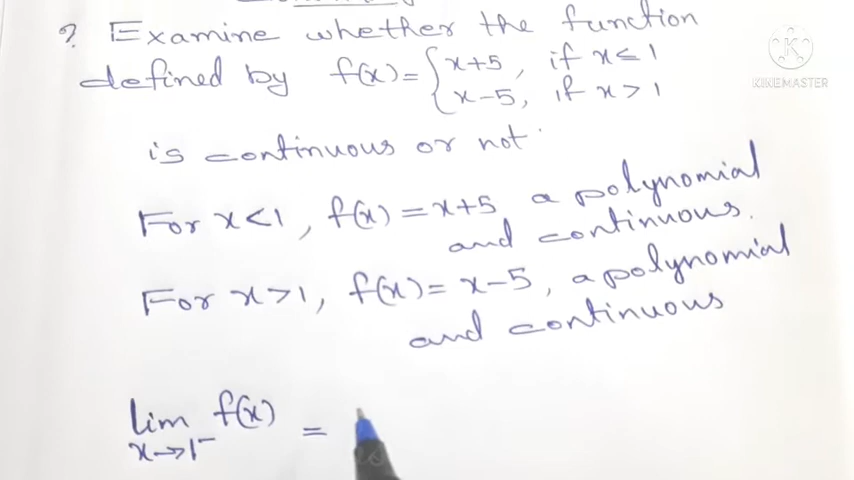 ? Examine whether the function
defined by f(x) = { x+5, if x ≤ 1
x-5, if x > 1
is continuous or not.
For x<1, f(x) = x+5 a polynomial
and continuous.
For x>1, f(x) = x-5, a polynomial
and continuous
lim f(x) =
x→1⁻
KINEMASTER